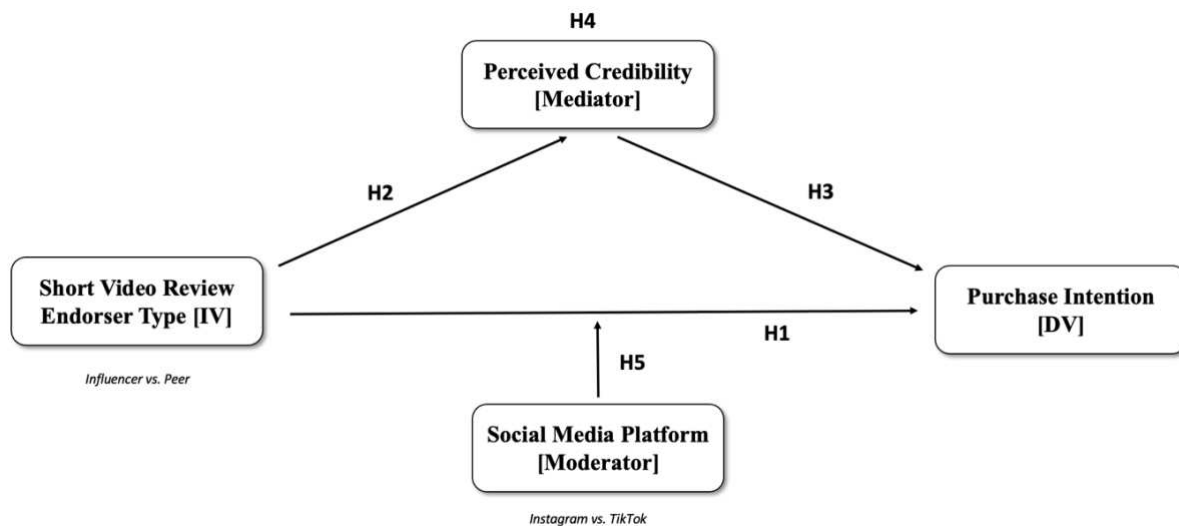 H4
Perceived Credibility
[Mediator]
H2
H3
Short Video Review
Endorser Type [IV]
Purchase Intention
[DV]
H1
Influencer vs. Peer
H5
Social Media Platform
[Moderator]
Instagram vs. TikTok